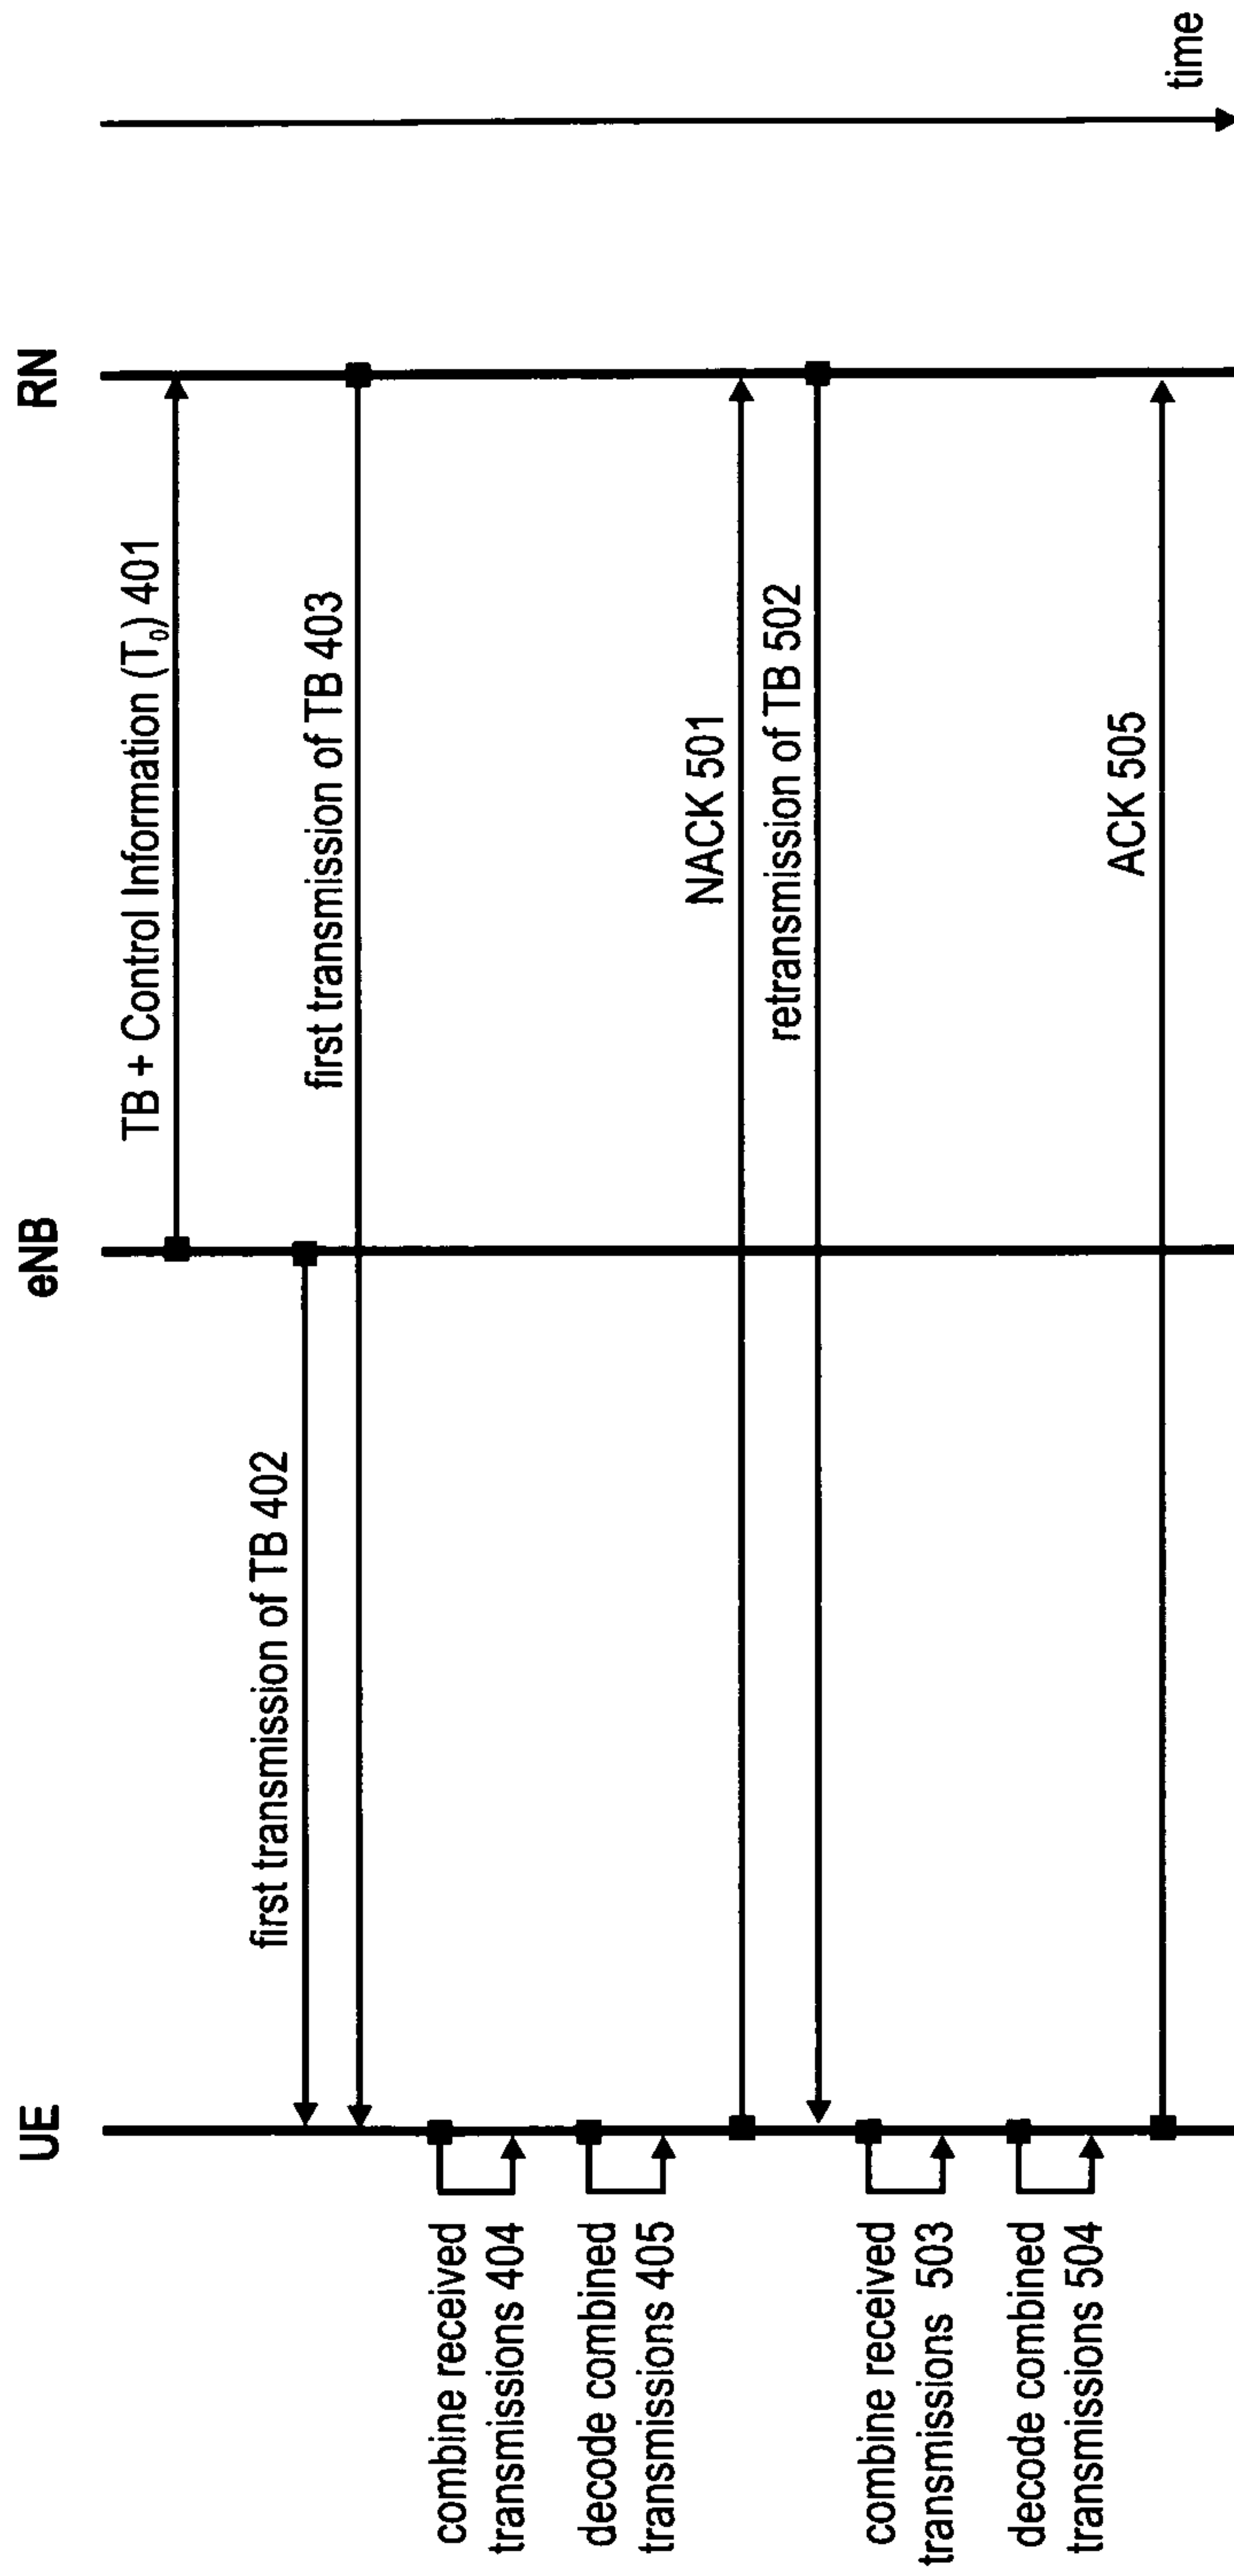 UE
eNB
RN
TB + Control Information (T₀) 401
first transmission of TB 402
first transmission of TB 403
combine received
transmissions 404
decode combined
transmissions 405
NACK 501
retransmission of TB 502
combine received
transmissions 503
decode combined
transmissions 504
ACK 505
time